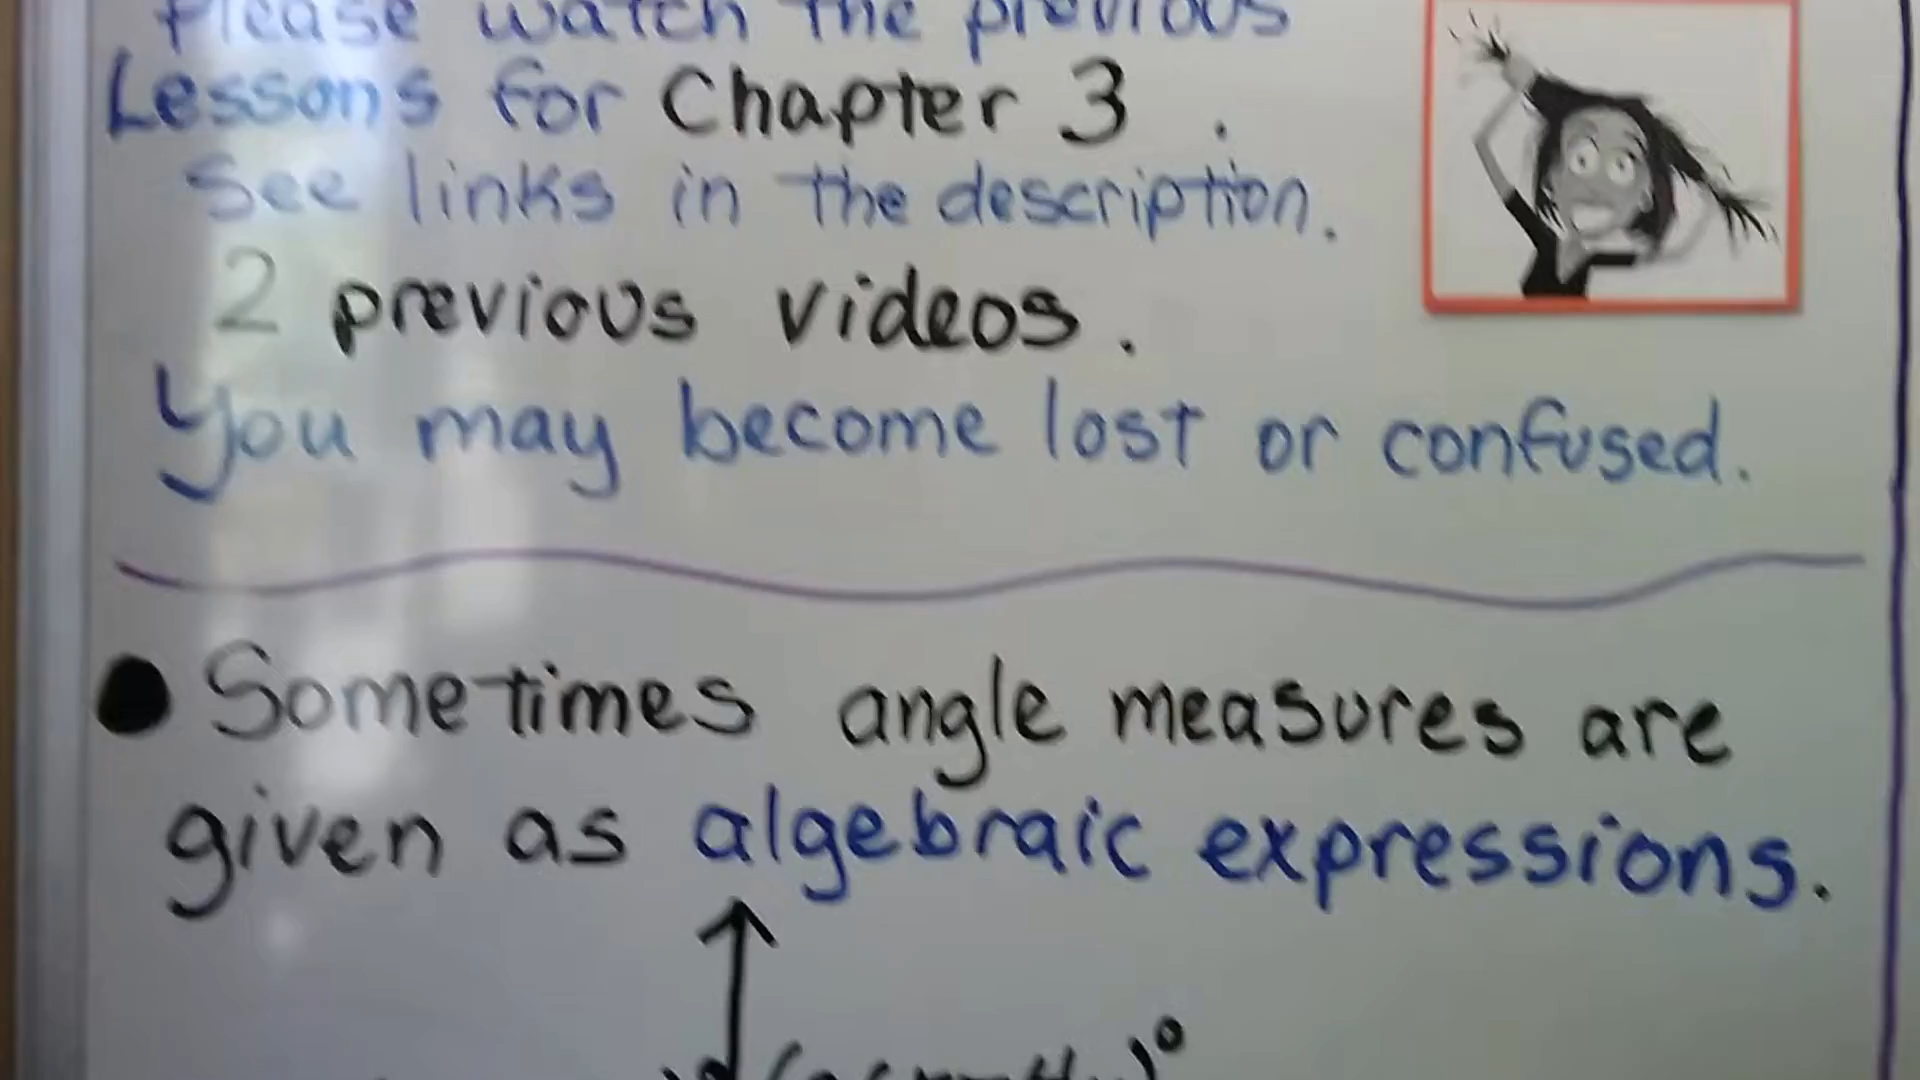 Please watch the previous
Lessons for Chapter 3.
See links in the description.
2 previous videos.
You may become lost or confused.
Sometimes angle measures are
given as algebraic expressions.